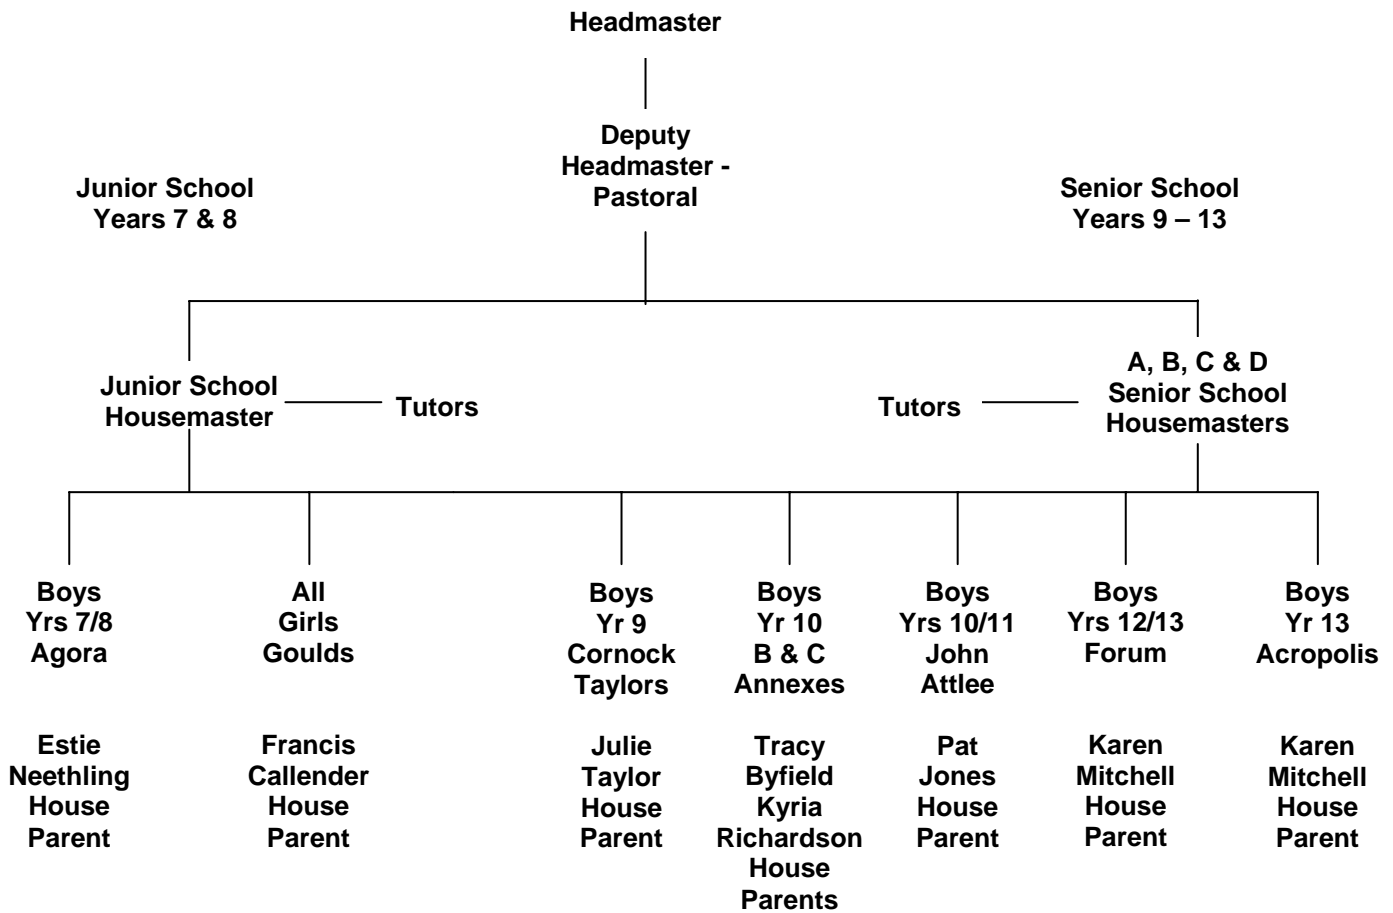 Headmaster
Deputy
Headmaster -
Pastoral
Junior School
Years 7 & 8
Senior School
Years 9 – 13
Junior School
Housemaster
Tutors
Tutors
A, B, C & D
Senior School
Housemasters
Boys
Yrs 7/8
Agora
All
Girls
Goulds
Boys
Yr 9
Cornock
Taylors
Boys
Yr 10
B & C
Annexes
Boys
Yrs 10/11
John
Attlee
Boys
Yrs 12/13
Forum
Boys
Yr 13
Acropolis
Estie
Neethling
House
Parent
Francis
Callender
House
Parent
Julie
Taylor
House
Parent
Tracy
Byfield
Kyria
Richardson
House
Parents
Pat
Jones
House
Parent
Karen
Mitchell
House
Parent
Karen
Mitchell
House
Parent